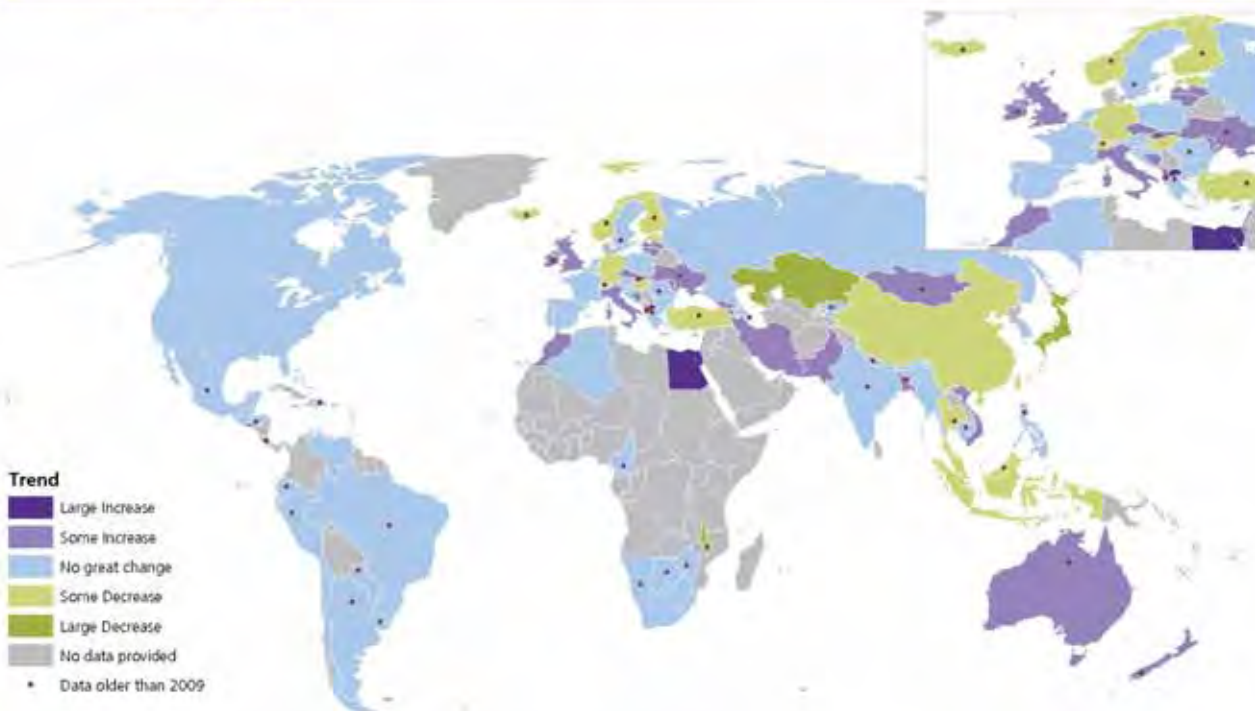 Trend
Large Increase
Some Increase
No great change
Some Decrease
Large Decrease
No data provided
Data older than 2009